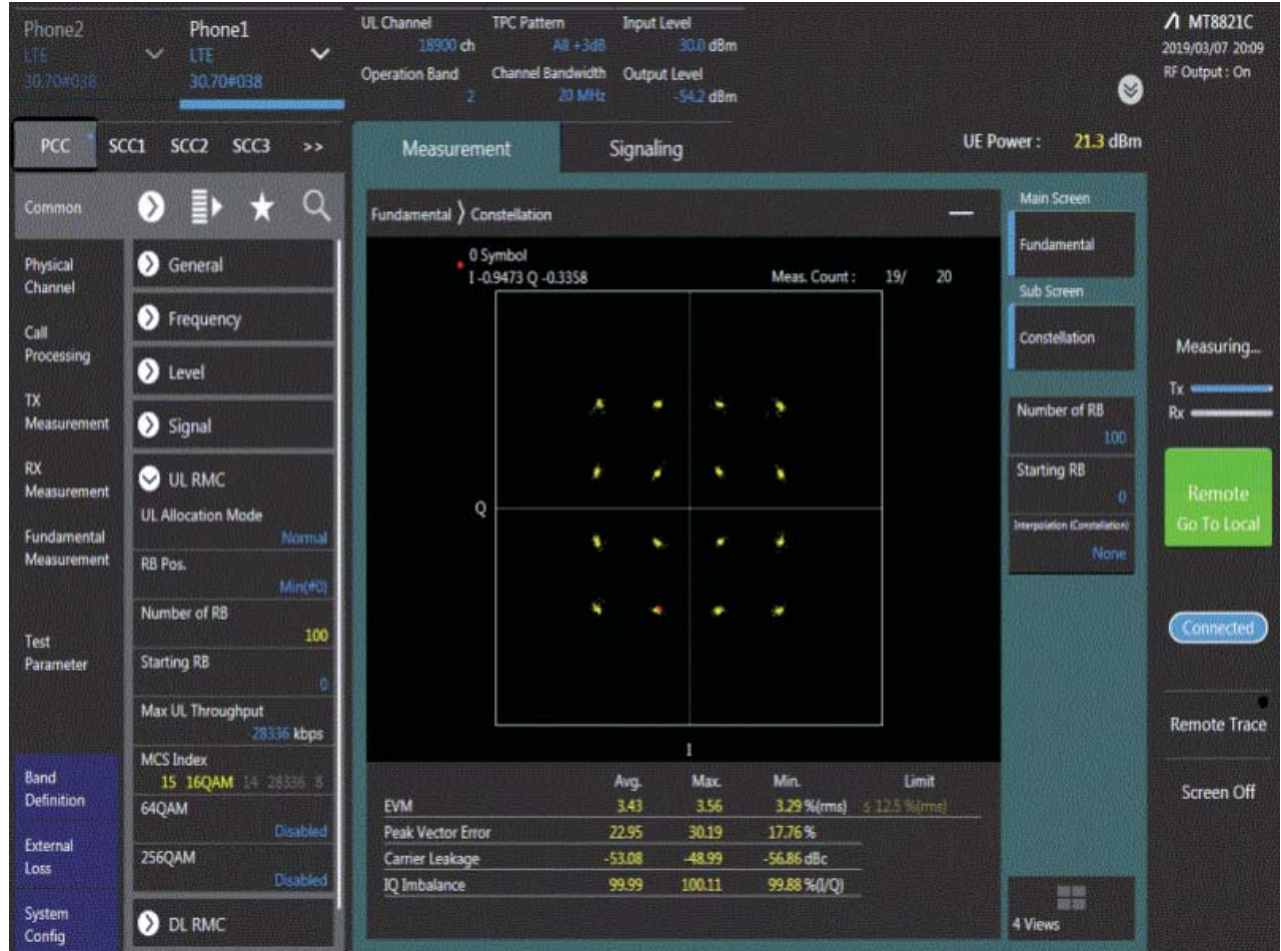 Phone2
LTE
30.70#038
Phone1
LTE
30.70#038
UL Channel
18900 ch
TPC Pattern
All +3dB
Input Level
30.0 dBm
Operation Band
2
Channel Bandwidth
20 MHz
Output Level
-54.2 dBm
MT8821C
2019/03/07 20:09
RF Output : On
PCC SCC1 SCC2 SCC3 >>
Measurement
Signaling
UE Power : 21.3 dBm
Common
Physical
Channel
Call
Processing
TX
Measurement
RX
Measurement
Fundamental
Measurement
Test
Parameter
Band
Definition
External
Loss
System
Config
General
Frequency
Level
Signal
UL RMC
UL Allocation Mode
Normal
RB Pos.
Min(#0)
Number of RB
100
Starting RB
0
Max UL Throughput
28336 kbps
MCS Index
15 16QAM 14 28336 8
64QAM
Disabled
256QAM
Disabled
DL RMC
Fundamental 〉 Constellation
0 Symbol
I -0.9473 Q -0.3358
Meas. Count : 19/ 20
Q
I
Avg. Max. Min. Limit
EVM 3.43 3.56 3.29 %(rms) ≤ 12.5 %(rms)
Peak Vector Error 22.95 30.19 17.76 %
Carrier Leakage -53.08 -48.99 -56.86 dBc
IQ Imbalance 99.99 100.11 99.88 %(I/Q)
Main Screen
Fundamental
Sub Screen
Constellation
Number of RB
100
Starting RB
0
Interpolation (Constellation)
None
4 Views
Measuring...
Tx
Rx
Remote
Go To Local
Connected
Remote Trace
Screen Off